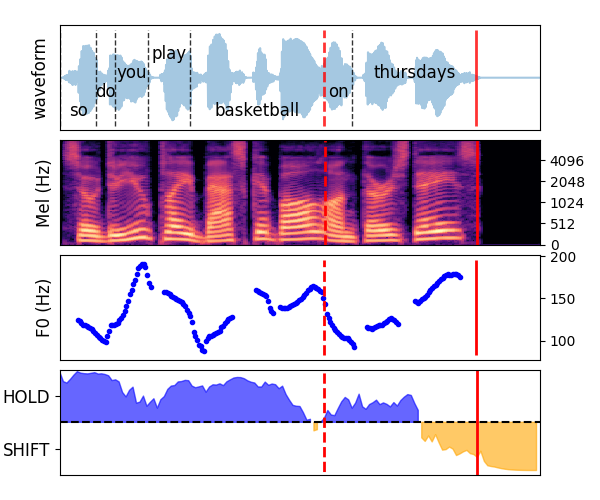 waveform
play
you
thursdays
do
on
so
basketball
Mel (Hz)
4096
2048
1024
512
0
F0 (Hz)
200
150
100
HOLD
SHIFT